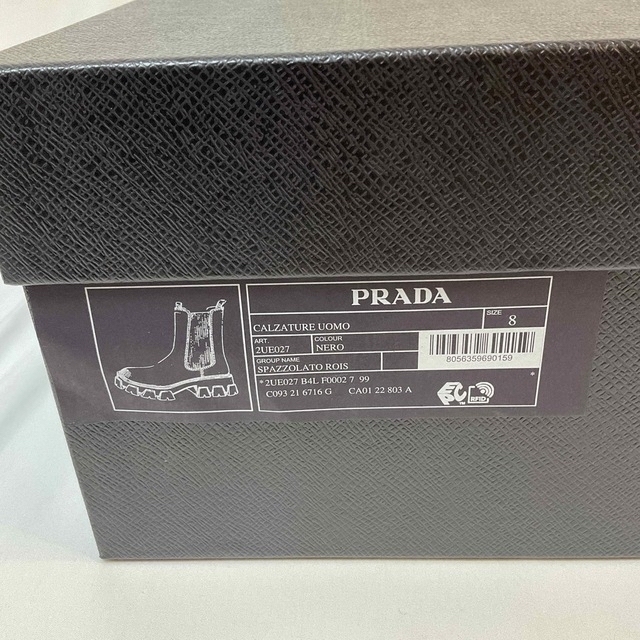 PRADA
CALZATURE UOMO
SIZE
8
ART.
COLOUR
2UE027
NERO
GROUP NAME
SPAZZOLATO ROIS
8056359690159
*2UE027 B4L F0002 7 99 *
C093 21 6716 G CA01 22 803 A
RFID